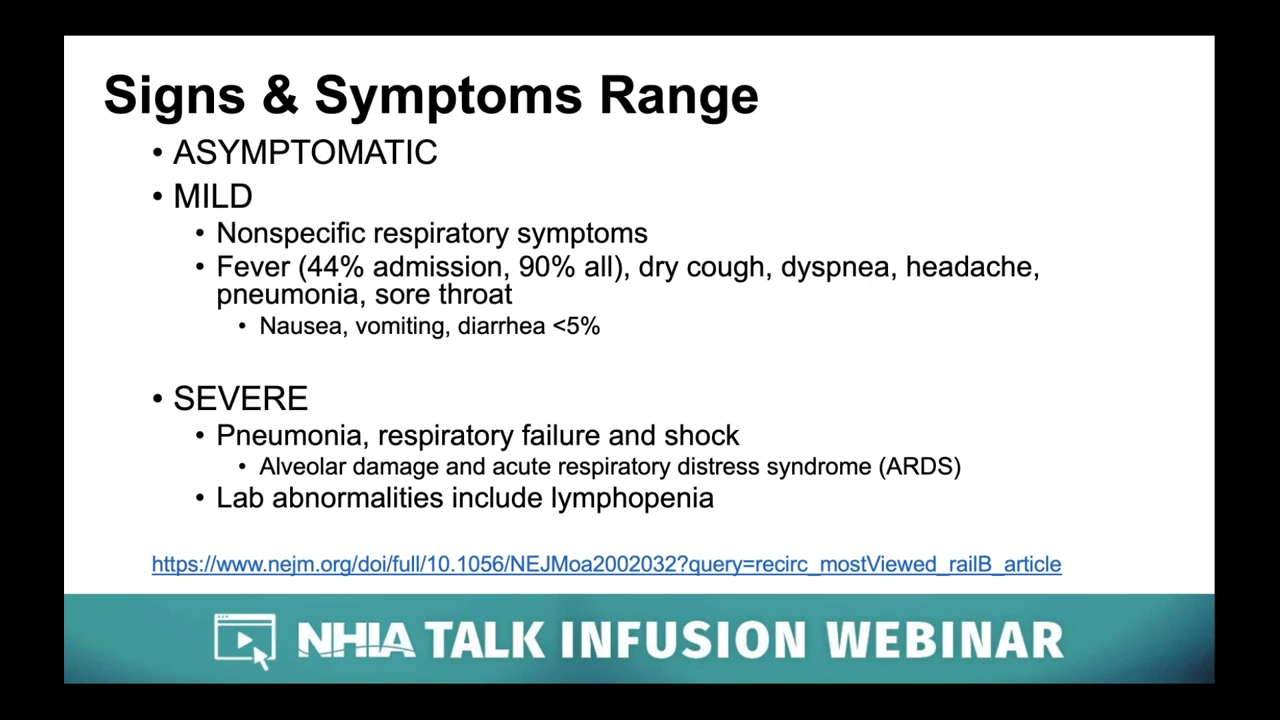 Signs & Symptoms Range
• ASYMPTOMATIC
• MILD
• Nonspecific respiratory symptoms
• Fever (44% admission, 90% all), dry cough, dyspnea, headache,
pneumonia, sore throat
• Nausea, vomiting, diarrhea <5%
• SEVERE
• Pneumonia, respiratory failure and shock
• Alveolar damage and acute respiratory distress syndrome (ARDS)
• Lab abnormalities include lymphopenia
https://www.nejm.org/doi/full/10.1056/NEJMoa2002032?query=recirc_mostViewed_railB_article
NHIA TALK INFUSION WEBINAR